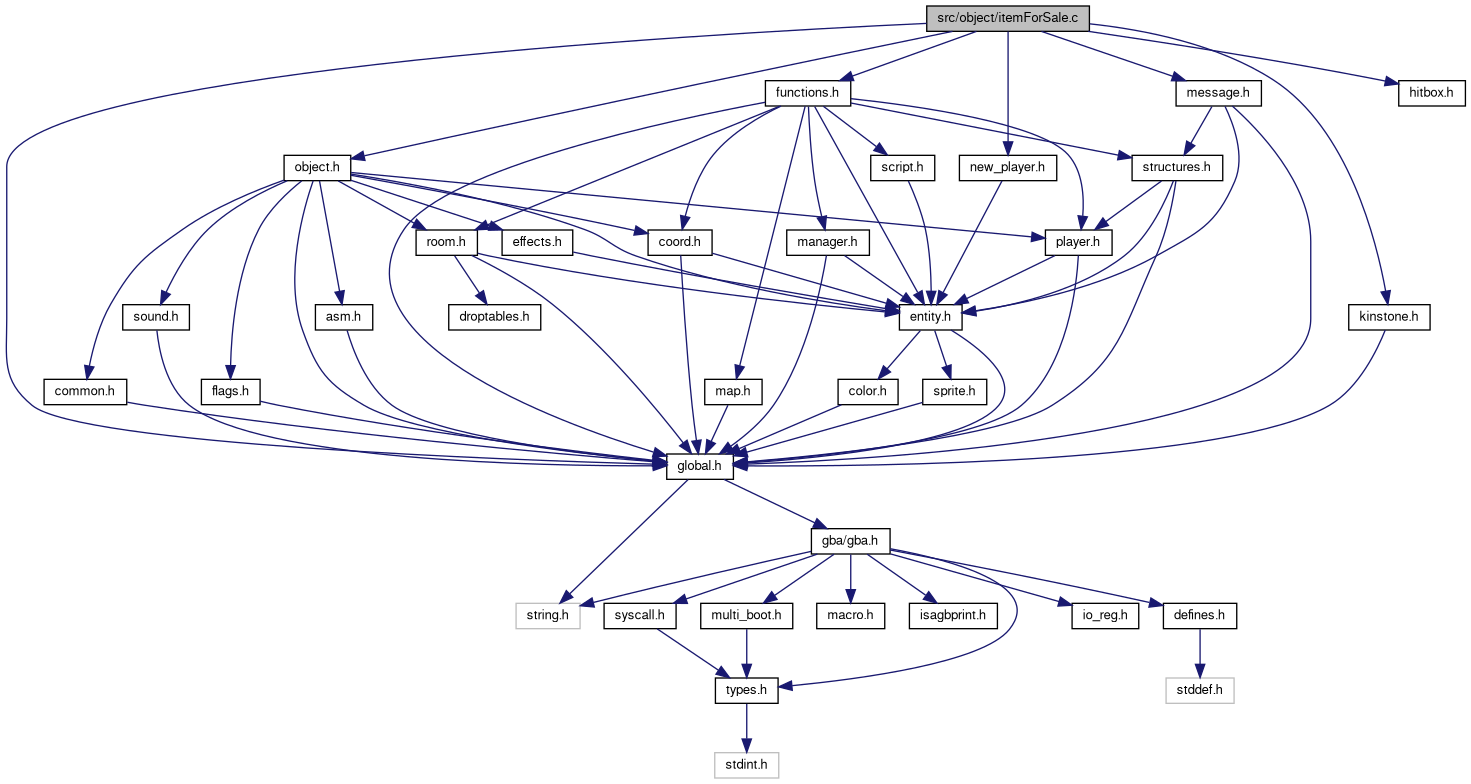 src/object/itemForSale.c
functions.h
message.h
hitbox.h
object.h
script.h
new_player.h
structures.h
room.h
effects.h
coord.h
manager.h
player.h
sound.h
asm.h
droptables.h
entity.h
kinstone.h
common.h
flags.h
map.h
color.h
sprite.h
global.h
gba/gba.h
string.h
syscall.h
multi_boot.h
macro.h
isagbprint.h
io_reg.h
defines.h
types.h
stddef.h
stdint.h